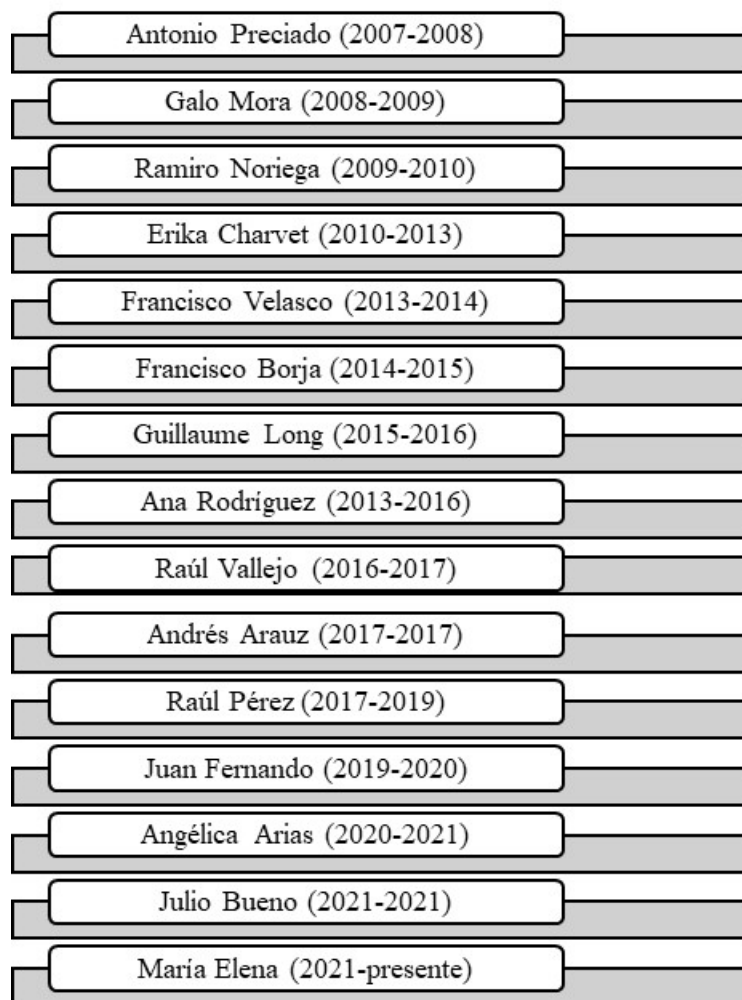 Antonio Preciado (2007-2008)
Galo Mora (2008-2009)
Ramiro Noriega (2009-2010)
Erika Charvet (2010-2013)
Francisco Velasco (2013-2014)
Francisco Borja (2014-2015)
Guillaume Long (2015-2016)
Ana Rodríguez (2013-2016)
Raúl Vallejo (2016-2017)
Andrés Arauz (2017-2017)
Raúl Pérez (2017-2019)
Juan Fernando (2019-2020)
Angélica Arias (2020-2021)
Julio Bueno (2021-2021)
María Elena (2021-presente)